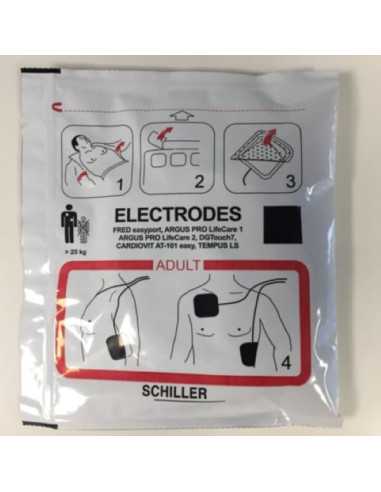 1
2
3
ELECTRODES
FRED easyport, ARGUS PRO LifeCare 1
ARGUS PRO LifeCare 2, DGTouch7,
CARDIOVIT AT-101 easy, TEMPUS LS
> 25 kg
ADULT
4
SCHILLER